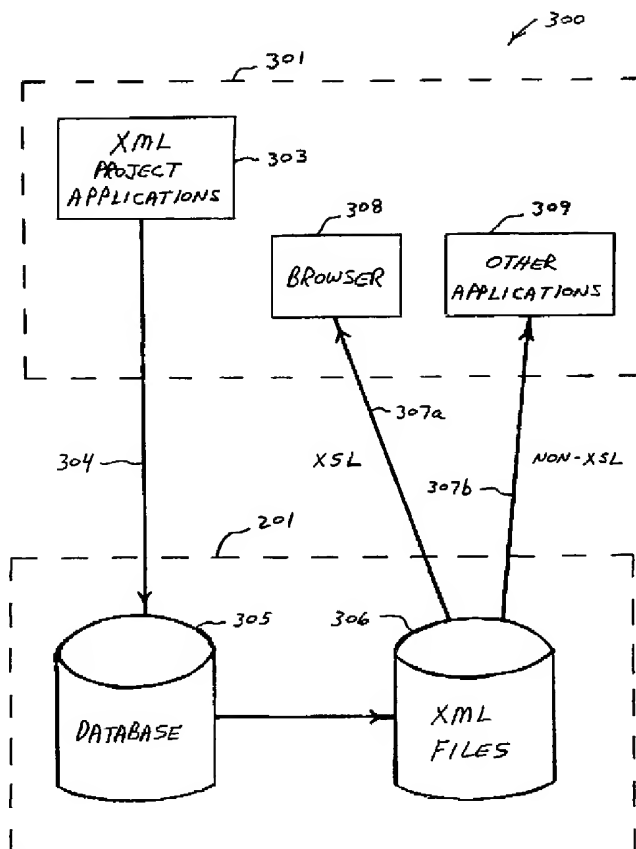 300
301
XML
PROJECT
APPLICATIONS
303
308
309
BROWSER
OTHER
APPLICATIONS
307a
304
XSL
NON-XSL
307b
201
305
306
DATABASE
XML
FILES